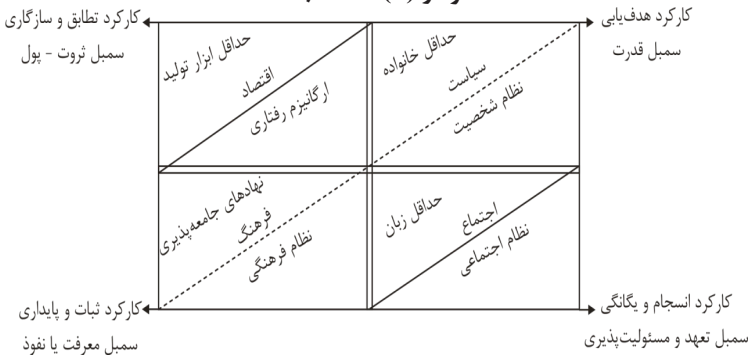 کارکرد هدف‌یابی
سمبل قدرت
کارکرد تطابق و سازگاری
سمبل ثروت - پول
حداقل خانواده
سیاست
نظام شخصیت
حداقل ابزار تولید
اقتصاد
ارگانیزم رفتاری
حداقل زبان
اجتماع
نظام اجتماعی
نهادهای جامعه‌پذیری
فرهنگ
نظام فرهنگی
کارکرد انسجام و یگانگی
سمبل تعهد و مسئولیت‌پذیری
کارکرد ثبات و پایداری
سمبل معرفت یا نفوذ